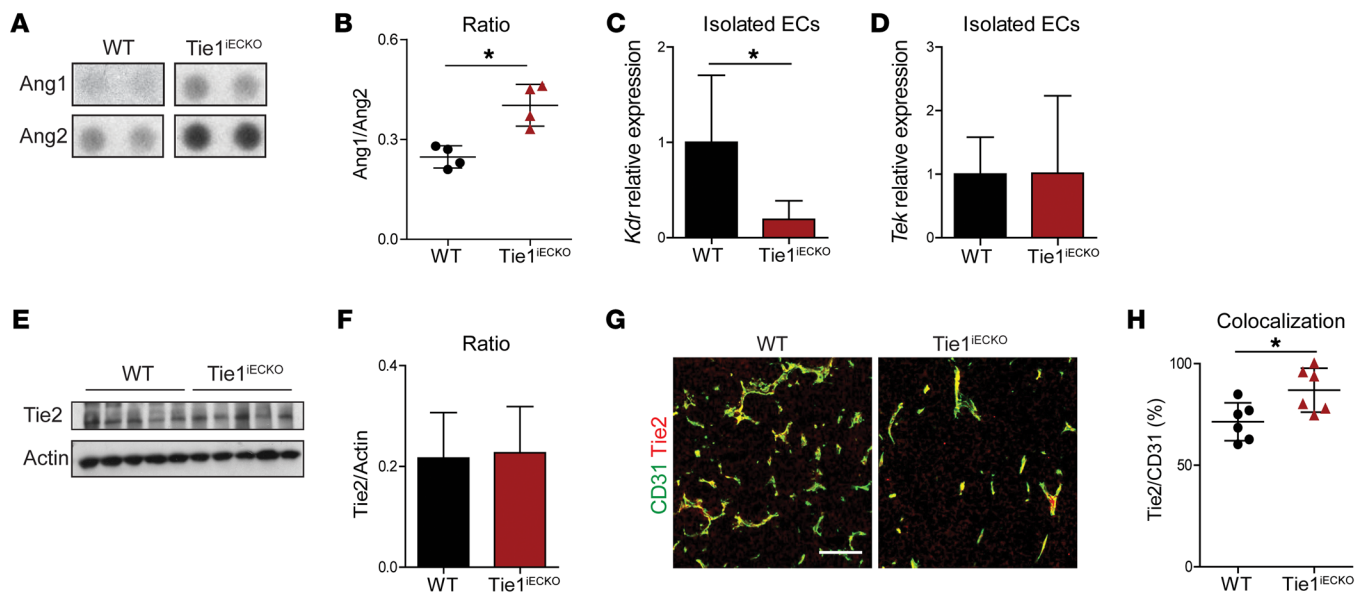 A
WT Tie1iECKO
Ang1
Ang2
B
Ratio
*
0.6
0.3
0.0
Ang1/Ang2
WT Tie1iECKO
C
Isolated ECs
*
2
1
0
Kdr relative expression
WT Tie1iECKO
D
Isolated ECs
3
2
1
0
Tek relative expression
WT Tie1iECKO
E
WT Tie1iECKO
Tie2
Actin
F
Ratio
0.4
0.2
0.0
Tie2/Actin
WT Tie1iECKO
G
WT Tie1iECKO
CD31 Tie2
H
Colocalization
*
100
50
0
Tie2/CD31 (%)
WT Tie1iECKO